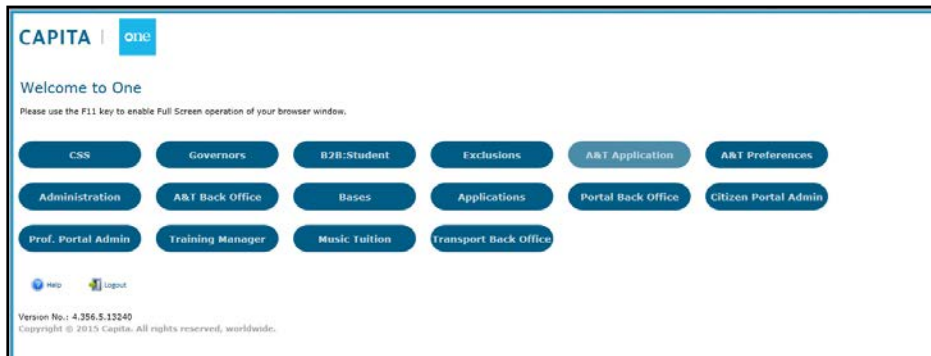 CAPITA one
Welcome to One
Please use the F11 key to enable Full Screen operation of your browser window.
CSS Governors B2B:Student Exclusions A&T Application A&T Preferences
Administration A&T Back Office Bases Applications Portal Back Office Citizen Portal Admin
Prof. Portal Admin Training Manager Music Tuition Transport Back Office
Help Logout
Version No.: 4.356.5.13240
Copyright © 2015 Capita. All rights reserved, worldwide.